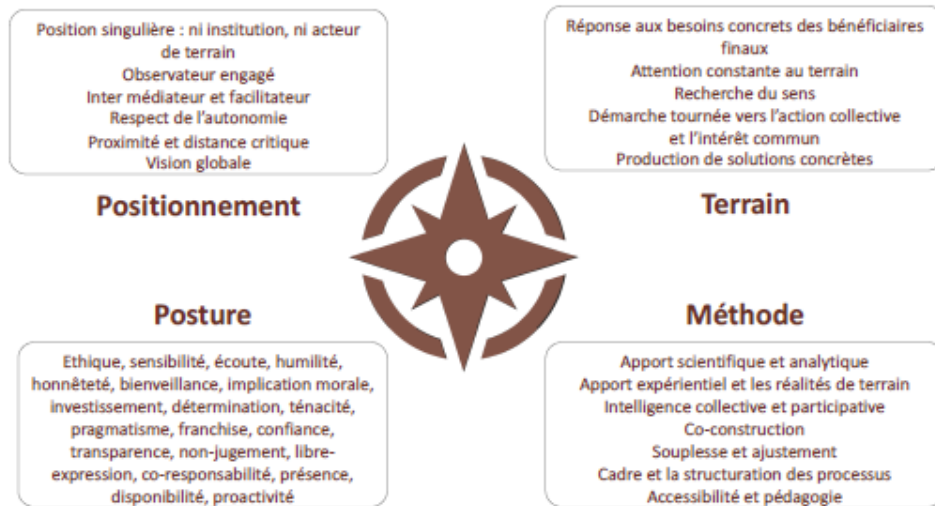 Position singulière : ni institution, ni acteur
de terrain
Observateur engagé
Inter médiateur et facilitateur
Respect de l'autonomie
Proximité et distance critique
Vision globale
Positionnement
Réponse aux besoins concrets des bénéficiaires
finaux
Attention constante au terrain
Recherche du sens
Démarche tournée vers l'action collective
et l'intérêt commun
Production de solutions concrètes
Terrain
Posture
Ethique, sensibilité, écoute, humilité,
honnêteté, bienveillance, implication morale,
investissement, détermination, ténacité,
pragmatisme, franchise, confiance,
transparence, non-jugement, libre-
expression, co-responsabilité, présence,
disponibilité, proactivité
Méthode
Apport scientifique et analytique
Apport expérientiel et les réalités de terrain
Intelligence collective et participative
Co-construction
Souplesse et ajustement
Cadre et la structuration des processus
Accessibilité et pédagogie